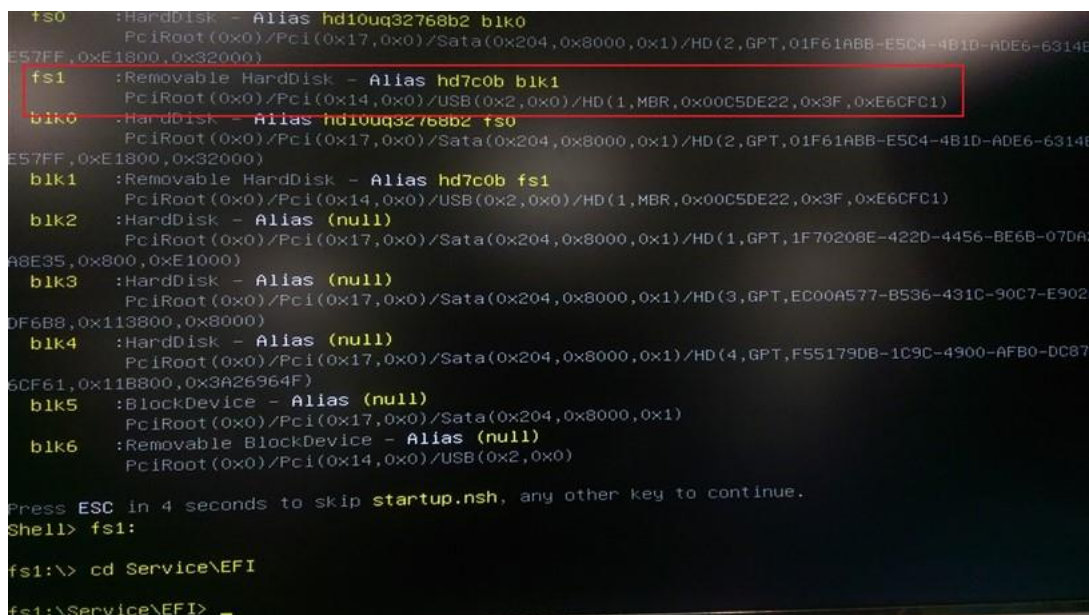 fs0 :HardDisk - Alias hd10uq32768b2 blk0
PciRoot(0x0)/Pci(0x17,0x0)/Sata(0x204,0x8000,0x1)/HD(2,GPT,01F61ABB-E5C4-4B1D-ADE6-6314E
E57FF,0xE1800,0x32000)
fs1 :Removable HardDisk - Alias hd7c0b blk1
PciRoot(0x0)/Pci(0x14,0x0)/USB(0x2,0x0)/HD(1,MBR,0x00C5DE22,0x3F,0xE6CFC1)
blk0 :HardDisk - Alias hd10uq32768b2 fs0
PciRoot(0x0)/Pci(0x17,0x0)/Sata(0x204,0x8000,0x1)/HD(2,GPT,01F61ABB-E5C4-4B1D-ADE6-6314E
E57FF,0xE1800,0x32000)
blk1 :Removable HardDisk - Alias hd7c0b fs1
PciRoot(0x0)/Pci(0x14,0x0)/USB(0x2,0x0)/HD(1,MBR,0x00C5DE22,0x3F,0xE6CFC1)
blk2 :HardDisk - Alias (null)
PciRoot(0x0)/Pci(0x17,0x0)/Sata(0x204,0x8000,0x1)/HD(1,GPT,1F70208E-422D-4456-BE6B-07DA
A8E35,0x800,0xE1000)
blk3 :HardDisk - Alias (null)
PciRoot(0x0)/Pci(0x17,0x0)/Sata(0x204,0x8000,0x1)/HD(3,GPT,EC00A577-B536-431C-90C7-E902
DF6B8,0x113800,0x8000)
blk4 :HardDisk - Alias (null)
PciRoot(0x0)/Pci(0x17,0x0)/Sata(0x204,0x8000,0x1)/HD(4,GPT,F55179DB-1C9C-4900-AFB0-DC87
6CF61,0x11B800,0x3A26964F)
blk5 :BlockDevice - Alias (null)
PciRoot(0x0)/Pci(0x17,0x0)/Sata(0x204,0x8000,0x1)
blk6 :Removable BlockDevice - Alias (null)
PciRoot(0x0)/Pci(0x14,0x0)/USB(0x2,0x0)
Press ESC in 4 seconds to skip startup.nsh, any other key to continue.
Shell> fs1:
fs1:\> cd Service\EFI
fs1:\Service\EFI> _